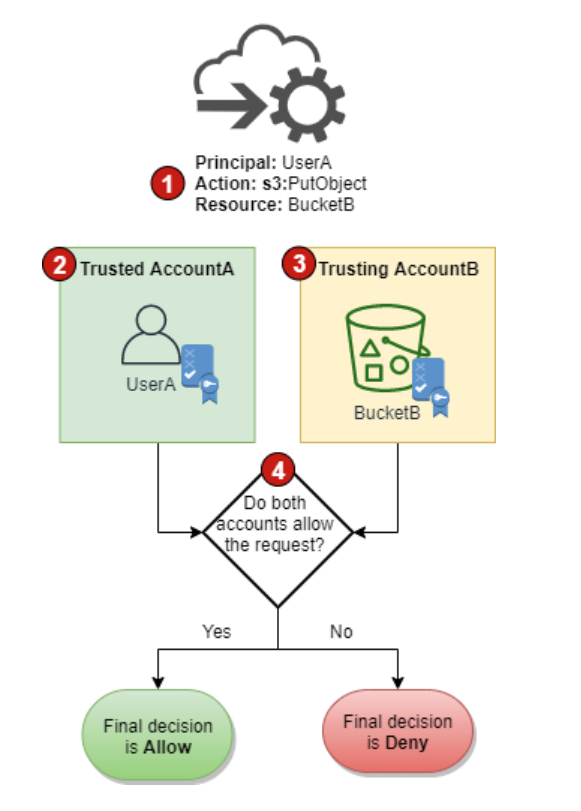 1
Principal: UserA
Action: s3:PutObject
Resource: BucketB
2
Trusted AccountA
3
Trusting AccountB
UserA
BucketB
4
Do both
accounts allow
the request?
Yes
No
Final decision
is Allow
Final decision
is Deny